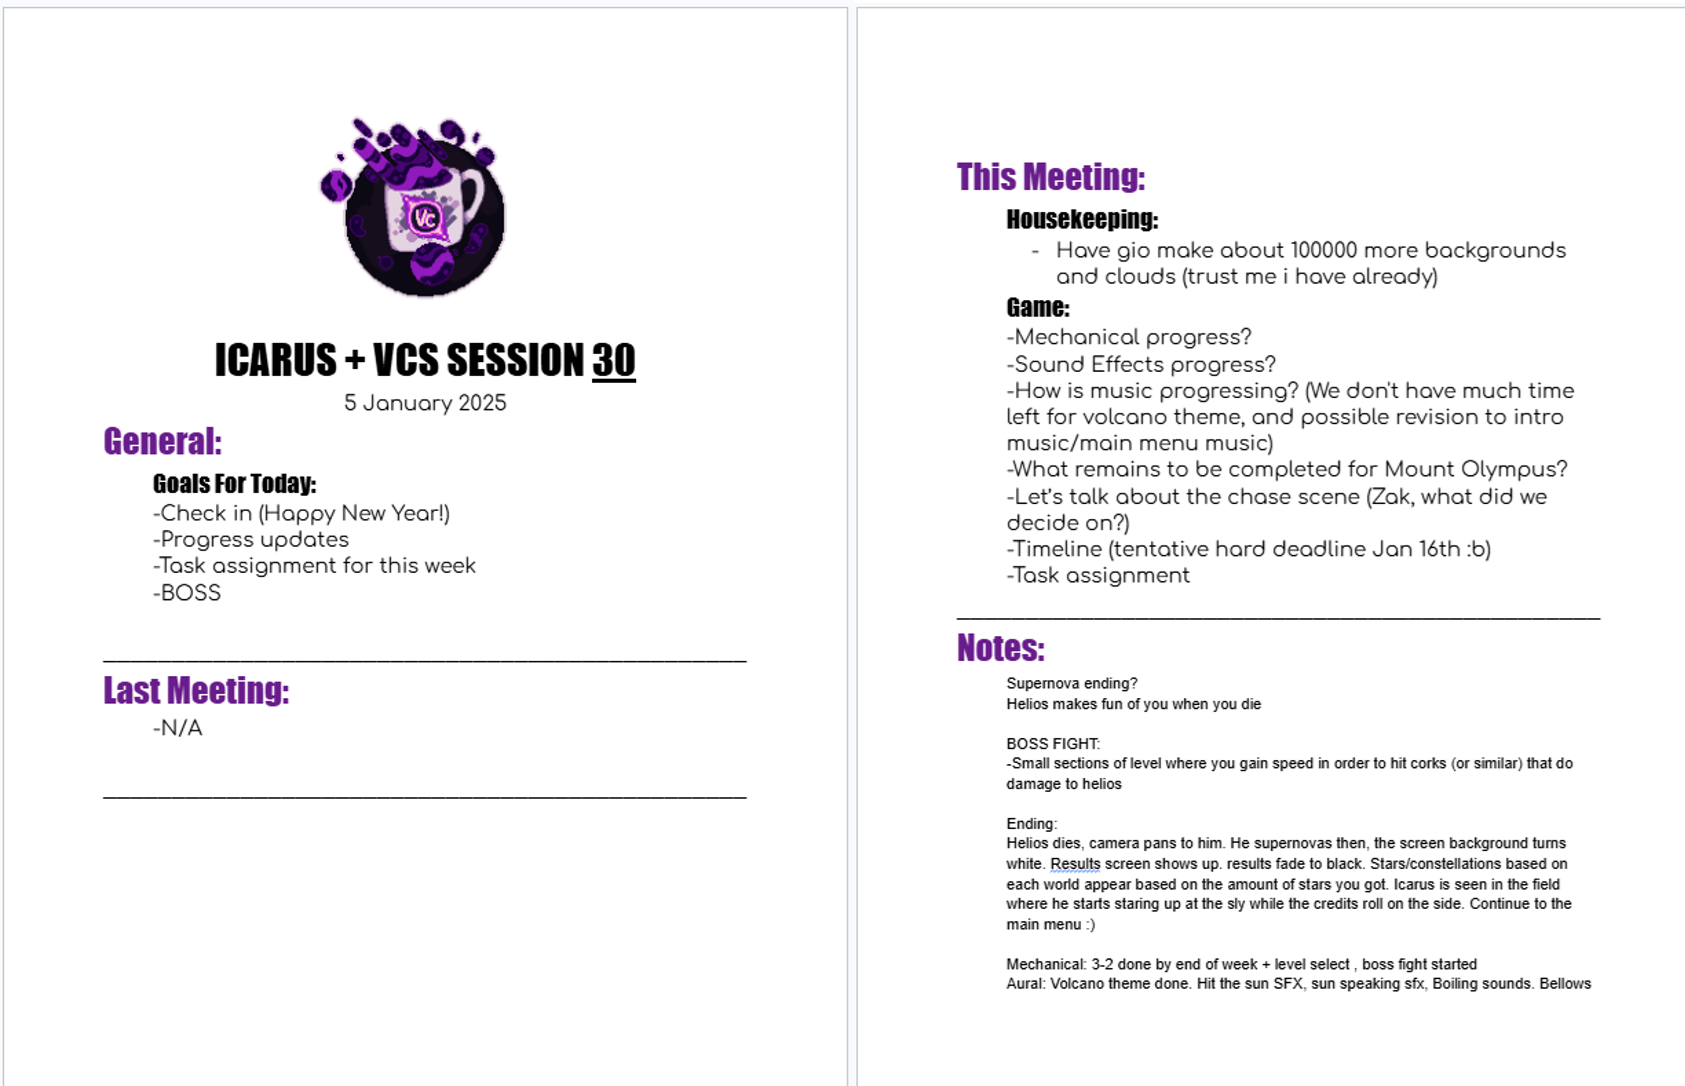 Vc
ICARUS + VCS SESSION 30
5 January 2025
General:
Goals For Today:
-Check in (Happy New Year!)
-Progress updates
-Task assignment for this week
-BOSS
Last Meeting:
-N/A
This Meeting:
Housekeeping:
- Have gio make about 100000 more backgrounds
and clouds (trust me i have already)
Game:
-Mechanical progress?
-Sound Effects progress?
-How is music progressing? (We don't have much time
left for volcano theme, and possible revision to intro
music/main menu music)
-What remains to be completed for Mount Olympus?
-Let's talk about the chase scene (Zak, what did we
decide on?)
-Timeline (tentative hard deadline Jan 16th :b)
-Task assignment
Notes:
Supernova ending?
Helios makes fun of you when you die
BOSS FIGHT:
-Small sections of level where you gain speed in order to hit corks (or similar) that do
damage to helios
Ending:
Helios dies, camera pans to him. He supernovas then, the screen background turns
white. Results screen shows up. results fade to black. Stars/constellations based on
each world appear based on the amount of stars you got. Icarus is seen in the field
where he starts staring up at the sly while the credits roll on the side. Continue to the
main menu :)
Mechanical: 3-2 done by end of week + level select , boss fight started
Aural: Volcano theme done. Hit the sun SFX, sun speaking sfx, Boiling sounds. Bellows